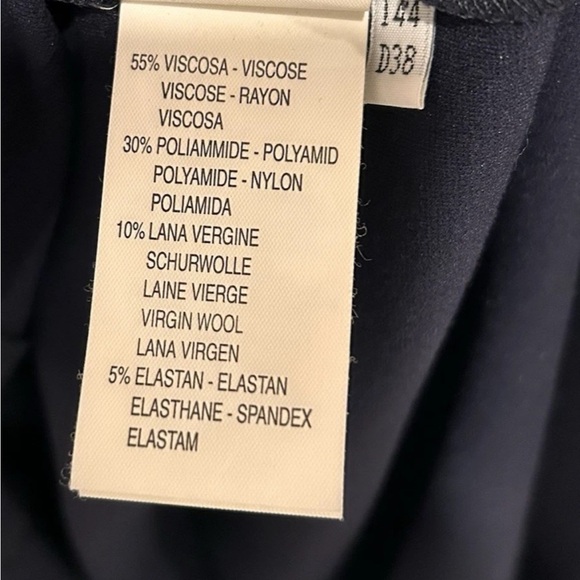 55% VISCOSA - VISCOSE
VISCOSE - RAYON
VISCOSA
30% POLIAMMIDE - POLYAMID
POLYAMIDE - NYLON
POLIAMIDA
10% LANA VERGINE
SCHURWOLLE
LAINE VIERGE
VIRGIN WOOL
LANA VIRGEN
5% ELASTAN - ELASTAN
ELASTHANE - SPANDEX
ELASTAM
I44
D38